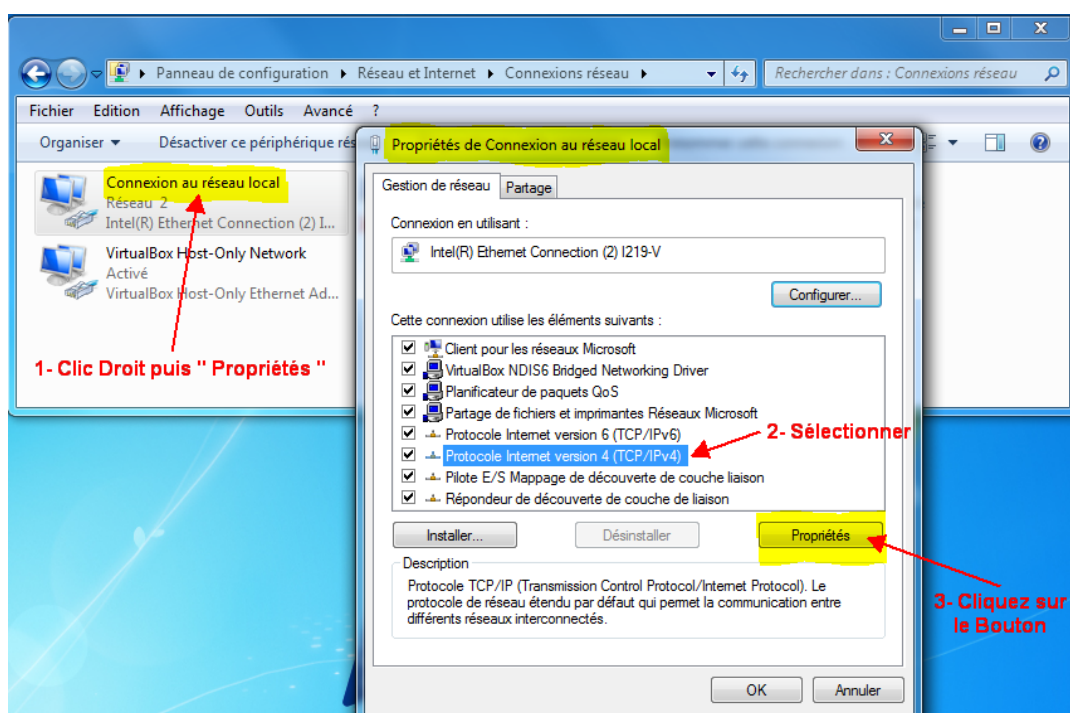 Panneau de configuration Réseau et Internet Connexions réseau
Rechercher dans : Connexions réseau
Fichier Edition Affichage Outils Avancé ?
Organiser Désactiver ce périphérique rés
Connexion au réseau local
Réseau 2
Intel(R) Ethernet Connection (2) I...
VirtualBox Host-Only Network
Activé
VirtualBox Host-Only Ethernet Ad...
1- Clic Droit puis " Propriétés "
Propriétés de Connexion au réseau local
Gestion de réseau Partage
Connexion en utilisant :
Intel(R) Ethernet Connection (2) I219-V
Configurer...
Cette connexion utilise les éléments suivants :
Client pour les réseaux Microsoft
VirtualBox NDIS6 Bridged Networking Driver
Planificateur de paquets QoS
Partage de fichiers et imprimantes Réseaux Microsoft
Protocole Internet version 6 (TCP/IPv6)
Protocole Internet version 4 (TCP/IPv4)
Pilote E/S Mappage de découverte de couche liaison
Répondeur de découverte de couche de liaison
2- Sélectionner
Installer... Désinstaller Propriétés
Description
Protocole TCP/IP (Transmission Control Protocol/Internet Protocol). Le
protocole de réseau étendu par défaut qui permet la communication entre
différents réseaux interconnectés.
3- Cliquez sur
le Bouton
OK Annuler